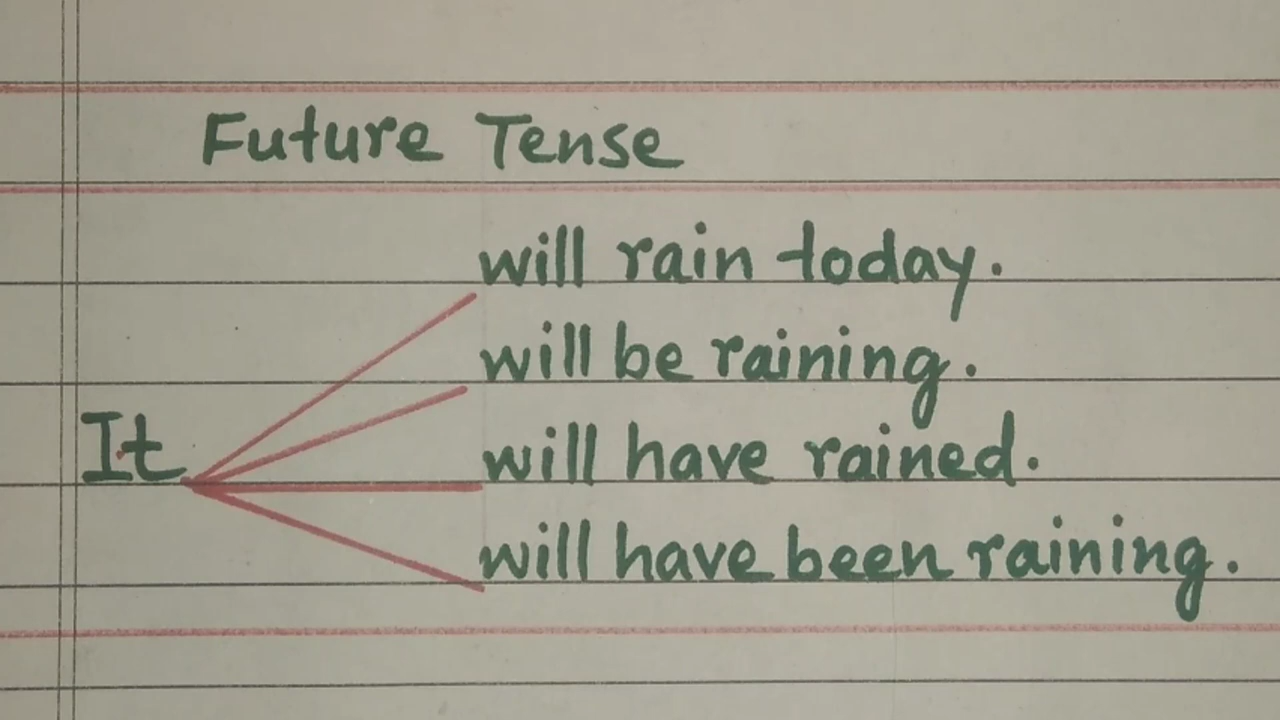 Future Tense
will rain today.
will be raining.
It
will have rained.
will have been raining.